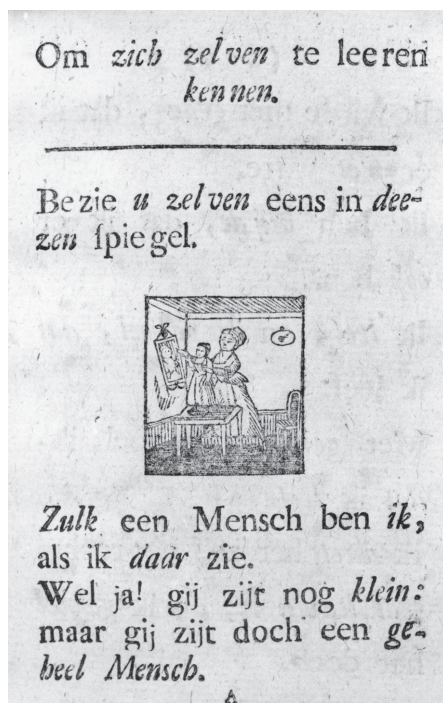 Om zich zelven te leeren
kennen.
Bezie u zelven eens in dee-
zen spiegel.
Zulk een Mensch ben ik,
als ik daar zie.
Wel ja! gij zijt nog klein:
maar gij zijt doch een ge-
heel Mensch.
A